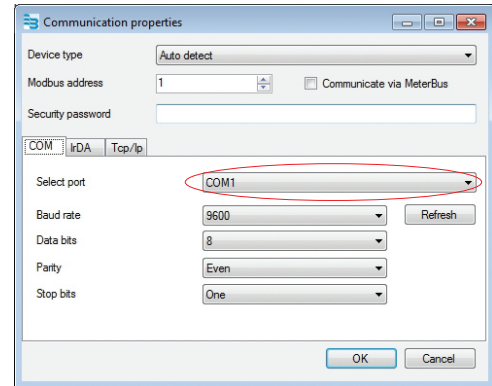 Communication properties
Device type Auto detect
Modbus address 1 Communicate via MeterBus
Security password
COM IrDA Tcp/Ip
Select port COM1
Baud rate 9600 Refresh
Data bits 8
Parity Even
Stop bits One
OK Cancel